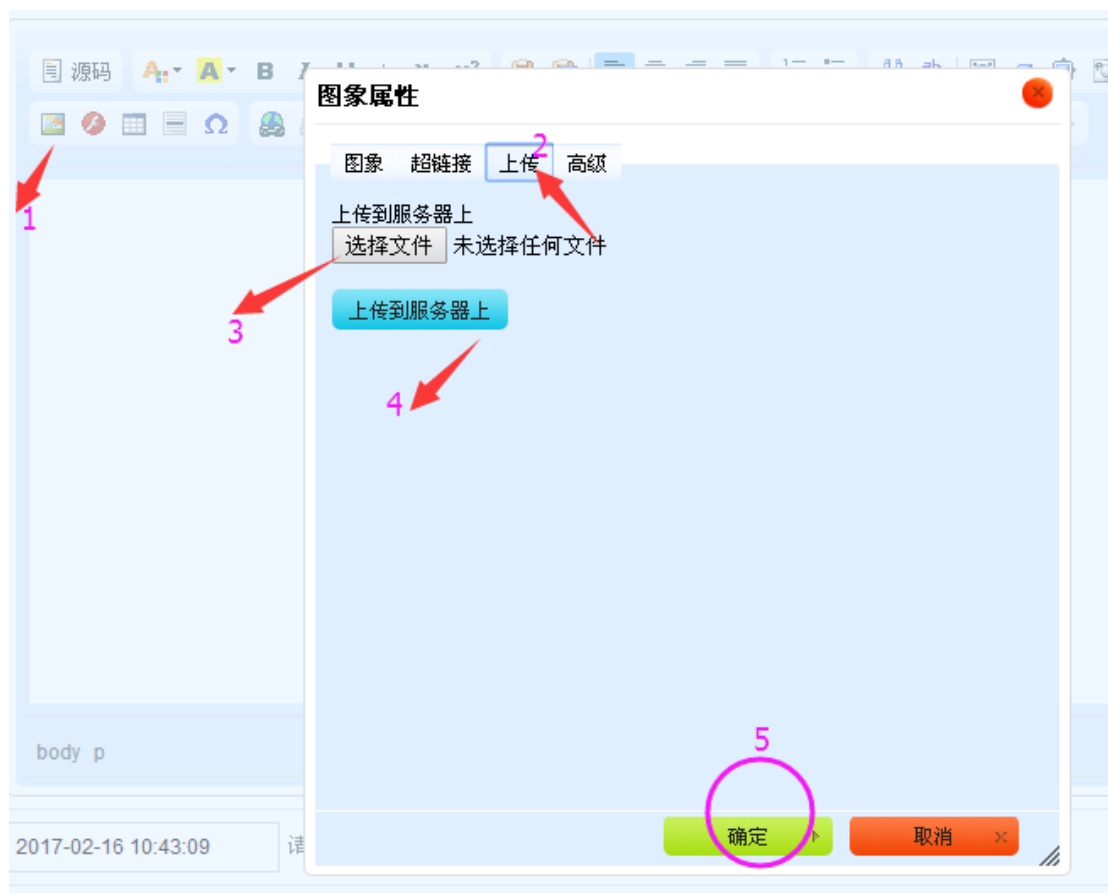 源码 A A B
图象属性
图象 超链接 上传 高级
2
上传到服务器上
选择文件 未选择任何文件
1
上传到服务器上
3
4
body p
5
2017-02-16 10:43:09
确定 取消